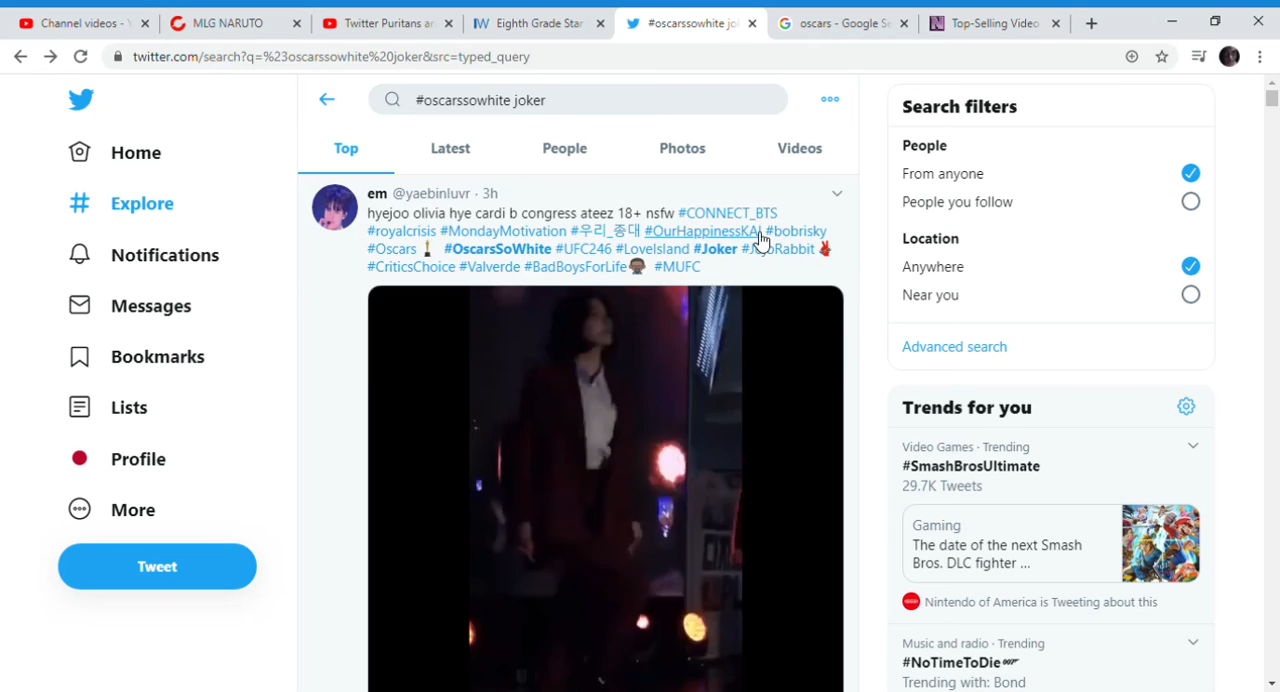 Channel videos - Y
MLG NARUTO
Twitter Puritans ar
Eighth Grade Star
#oscarssowhite jo
oscars - Google Se
Top-Selling Video
twitter.com/search?q=%23oscarssowhite%20joker&src=typed_query
#oscarssowhite joker
Top
Latest
People
Photos
Videos
Home
Explore
Notifications
Messages
Bookmarks
Lists
Profile
More
Tweet
em @yaebinluvr · 3h
hyejoo olivia hye cardi b congress ateez 18+ nsfw #CONNECT_BTS
#royalcrisis #MondayMotivation #우리_종대 #OurHappinessKAI #bobrisky
#Oscars #OscarsSoWhite #UFC246 #LoveIsland #Joker #JojoRabbit
#CriticsChoice #Valverde #BadBoysForLife #MUFC
Search filters
People
From anyone
People you follow
Location
Anywhere
Near you
Advanced search
Trends for you
Video Games · Trending
#SmashBrosUltimate
29.7K Tweets
Gaming
The date of the next Smash
Bros. DLC fighter ...
Nintendo of America is Tweeting about this
Music and radio · Trending
#NoTimeToDie
Trending with: Bond